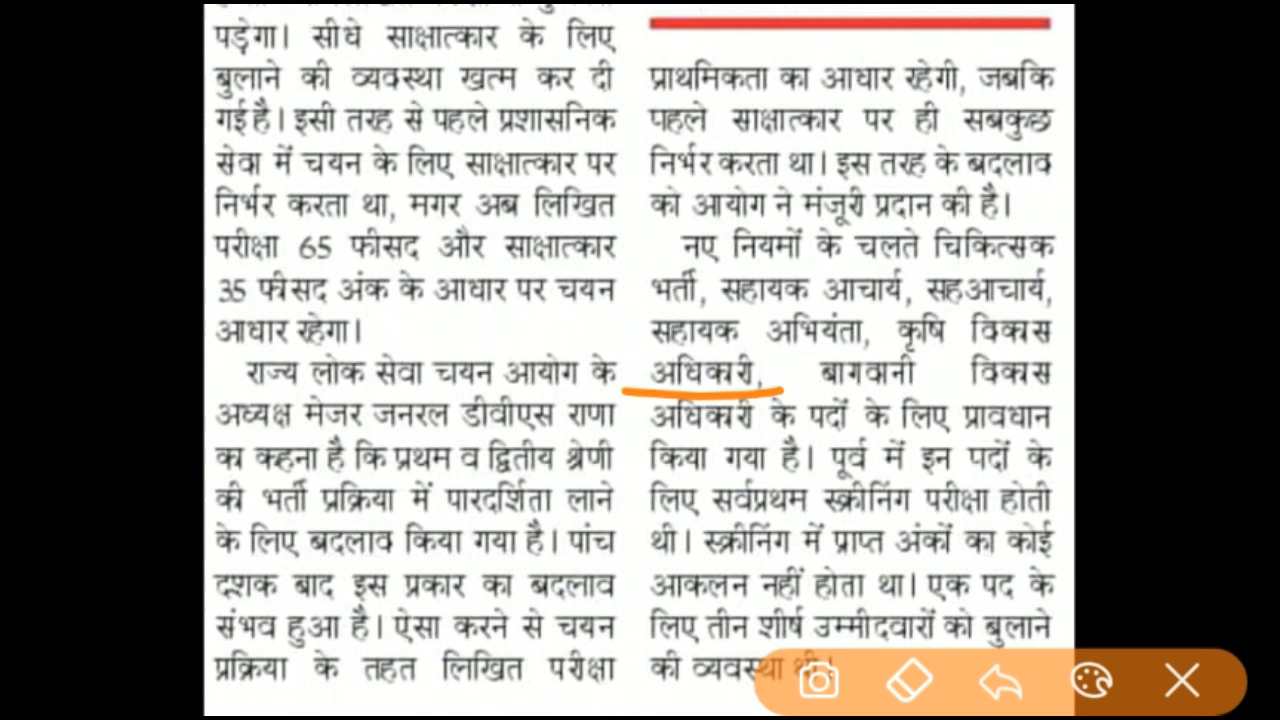 पड़ेगा। सीधे साक्षात्कार के लिए
बुलाने की व्यवस्था खत्म कर दी
गई है। इसी तरह से पहले प्रशासनिक
सेवा में चयन के लिए साक्षात्कार पर
निर्भर करता था, मगर अब लिखित
परीक्षा 65 फीसद और साक्षात्कार
35 फीसद अंक के आधार पर चयन
आधार रहेगा।
राज्य लोक सेवा चयन आयोग के
अध्यक्ष मेजर जनरल डीवीएस राणा
का कहना है कि प्रथम व द्वितीय श्रेणी
की भर्ती प्रक्रिया में पारदर्शिता लाने
के लिए बदलाव किया गया है। पांच
दशक बाद इस प्रकार का बदलाव
संभव हुआ है। ऐसा करने से चयन
प्रक्रिया के तहत लिखित परीक्षा
प्राथमिकता का आधार रहेगी, जबकि
पहले साक्षात्कार पर ही सबकुछ
निर्भर करता था। इस तरह के बदलाव
को आयोग ने मंजूरी प्रदान की है।
नए नियमों के चलते चिकित्सक
भर्ती, सहायक आचार्य, सहआचार्य,
सहायक अभियंता, कृषि विकास
अधिकारी, बागवानी विकास
अधिकारी के पदों के लिए प्रावधान
किया गया है। पूर्व में इन पदों के
लिए सर्वप्रथम स्क्रीनिंग परीक्षा होती
थी। स्क्रीनिंग में प्राप्त अंकों का कोई
आकलन नहीं होता था। एक पद के
लिए तीन शीर्ष उम्मीदवारों को बुलाने
की व्यवस्था थी।